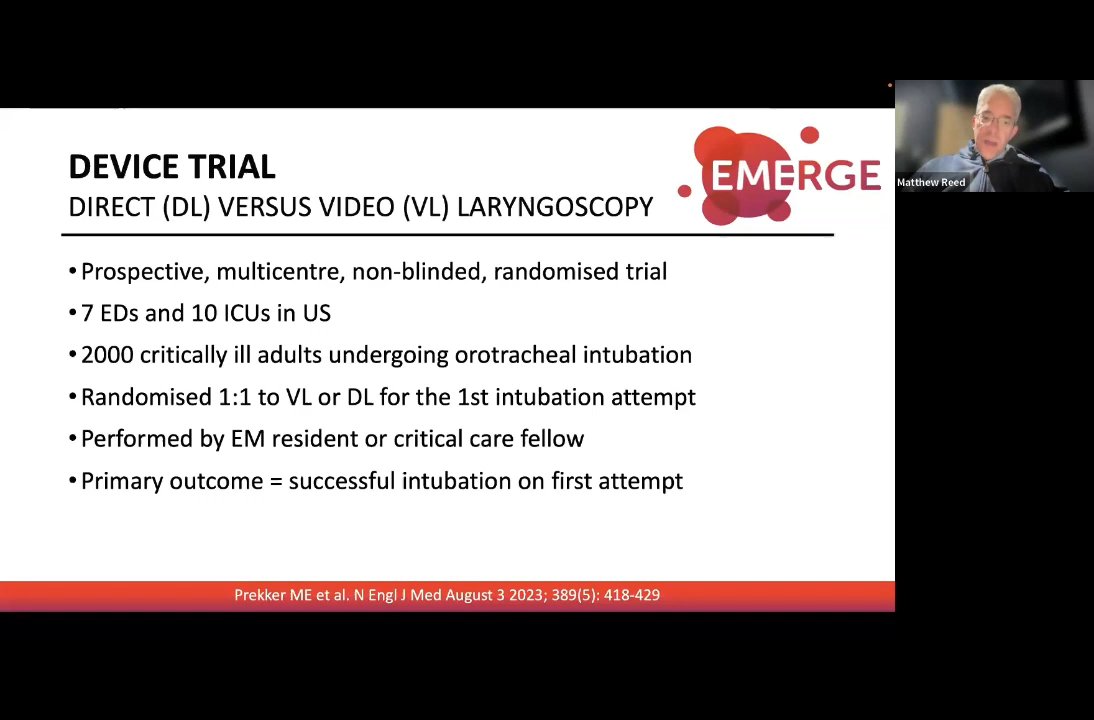 DEVICE TRIAL
DIRECT (DL) VERSUS VIDEO (VL) LARYNGOSCOPY
EMERGE
Matthew Reed
•Prospective, multicentre, non-blinded, randomised trial
•7 EDs and 10 ICUs in US
•2000 critically ill adults undergoing orotracheal intubation
•Randomised 1:1 to VL or DL for the 1st intubation attempt
•Performed by EM resident or critical care fellow
•Primary outcome = successful intubation on first attempt
Prekker ME et al. N Engl J Med August 3 2023; 389(5): 418-429